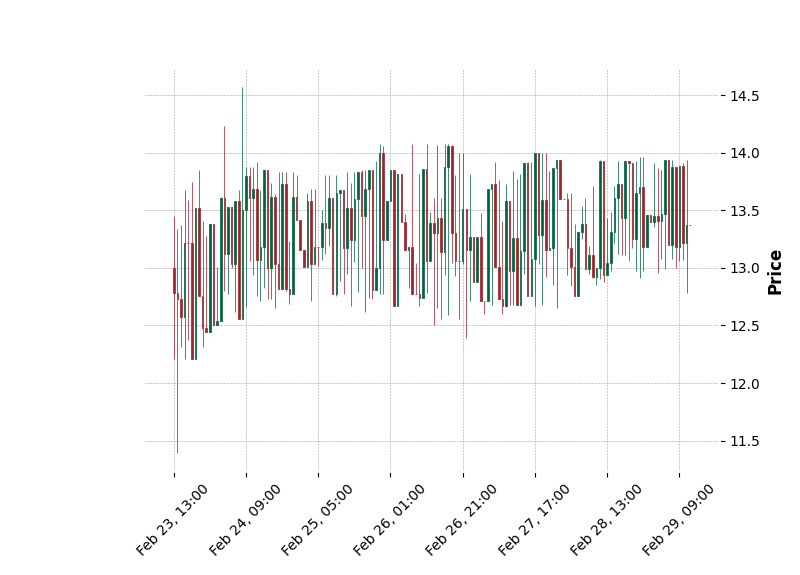 14.5
14.0
13.5
13.0
12.5
12.0
11.5
Price
Feb 23, 13:00
Feb 24, 09:00
Feb 25, 05:00
Feb 26, 01:00
Feb 26, 21:00
Feb 27, 17:00
Feb 28, 13:00
Feb 29, 09:00